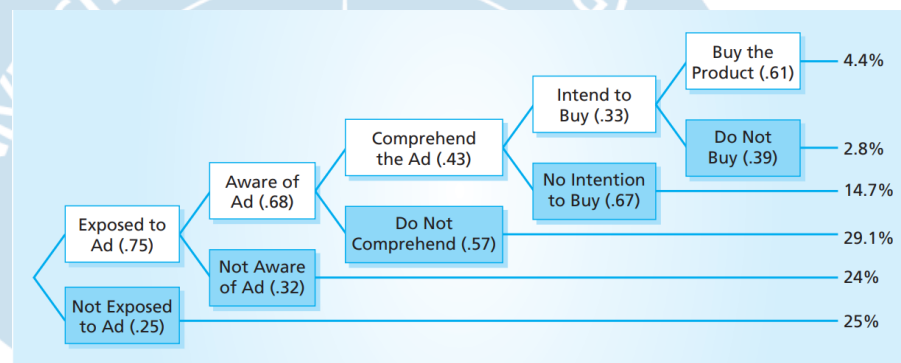 Buy the
Product (.61)
4.4%
Intend to
Buy (.33)
Do Not
Buy (.39)
2.8%
Comprehend
the Ad (.43)
No Intention
to Buy (.67)
14.7%
Aware of
Ad (.68)
Do Not
Comprehend (.57)
29.1%
Exposed to
Ad (.75)
Not Aware
of Ad (.32)
24%
Not Exposed
to Ad (.25)
25%